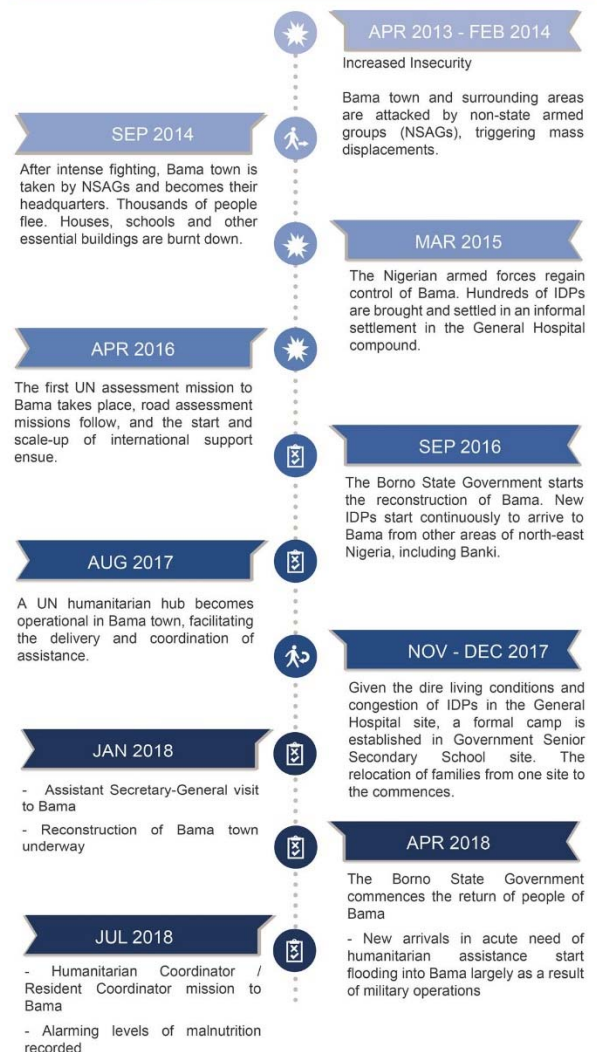 APR 2013 - FEB 2014
Increased Insecurity
Bama town and surrounding areas
are attacked by non-state armed
groups (NSAGs), triggering mass
displacements.
SEP 2014
After intense fighting, Bama town is
taken by NSAGs and becomes their
headquarters. Thousands of people
flee. Houses, schools and other
essential buildings are burnt down.
MAR 2015
The Nigerian armed forces regain
control of Bama. Hundreds of IDPs
are brought and settled in an informal
settlement in the General Hospital
compound.
APR 2016
The first UN assessment mission to
Bama takes place, road assessment
missions follow, and the start and
scale-up of international support
ensue.
SEP 2016
The Borno State Government starts
the reconstruction of Bama. New
IDPs start continuously to arrive to
Bama from other areas of north-east
Nigeria, including Banki.
AUG 2017
A UN humanitarian hub becomes
operational in Bama town, facilitating
the delivery and coordination of
assistance.
NOV - DEC 2017
Given the dire living conditions and
congestion of IDPs in the General
Hospital site, a formal camp is
established in Government Senior
Secondary School site. The
relocation of families from one site to
the commences.
JAN 2018
- Assistant Secretary-General visit
to Bama
- Reconstruction of Bama town
underway
APR 2018
The Borno State Government
commences the return of people of
Bama
- New arrivals in acute need of
humanitarian assistance start
flooding into Bama largely as a result
of military operations
JUL 2018
- Humanitarian Coordinator /
Resident Coordinator mission to
Bama
- Alarming levels of malnutrition
recorded